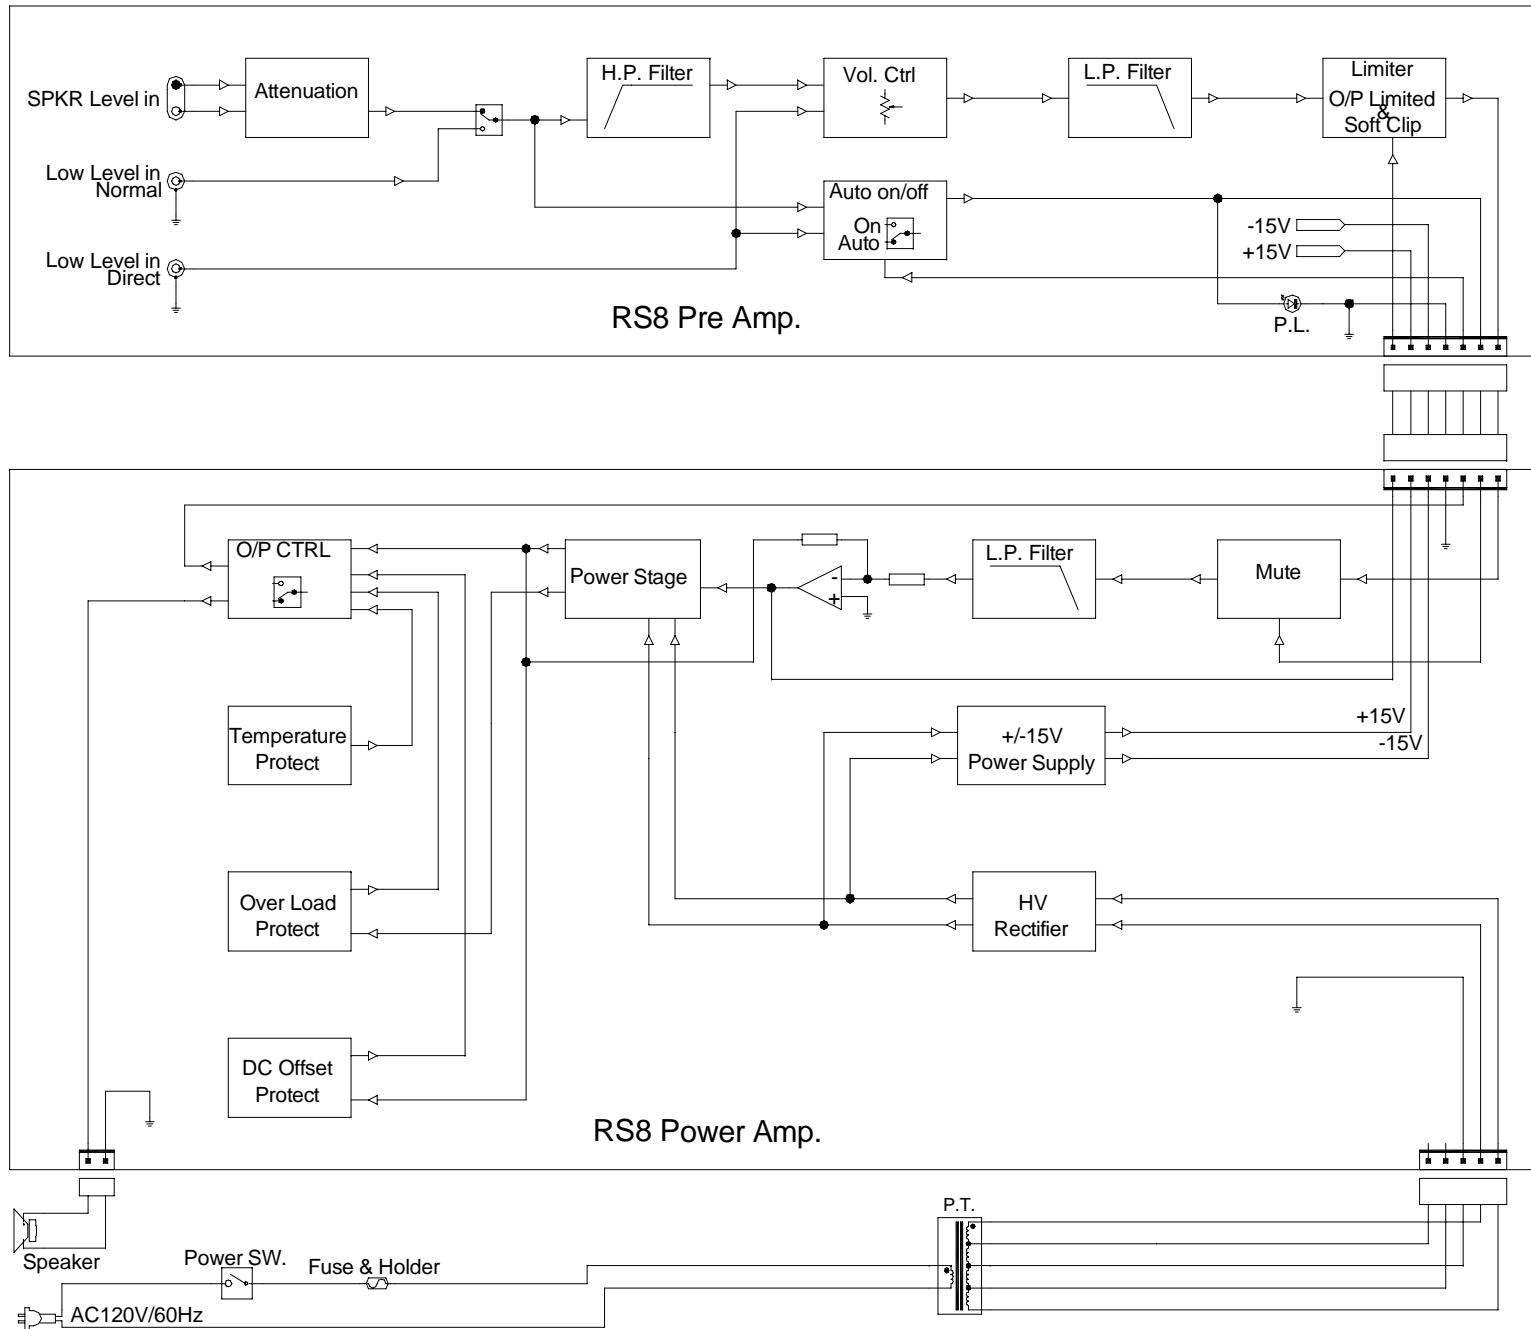 SPKR Level in
Attenuation
H.P. Filter
Vol. Ctrl
L.P. Filter
Limiter
O/P Limited
&
Soft Clip
Low Level in
Normal
Auto on/off
On
Auto
-15V
+15V
Low Level in
Direct
P.L.
RS8 Pre Amp.
O/P CTRL
Power Stage
-
+
L.P. Filter
Mute
Temperature
Protect
+/-15V
Power Supply
+15V
-15V
Over Load
Protect
HV
Rectifier
DC Offset
Protect
RS8 Power Amp.
Speaker
Power SW.
Fuse & Holder
P.T.
AC120V/60Hz